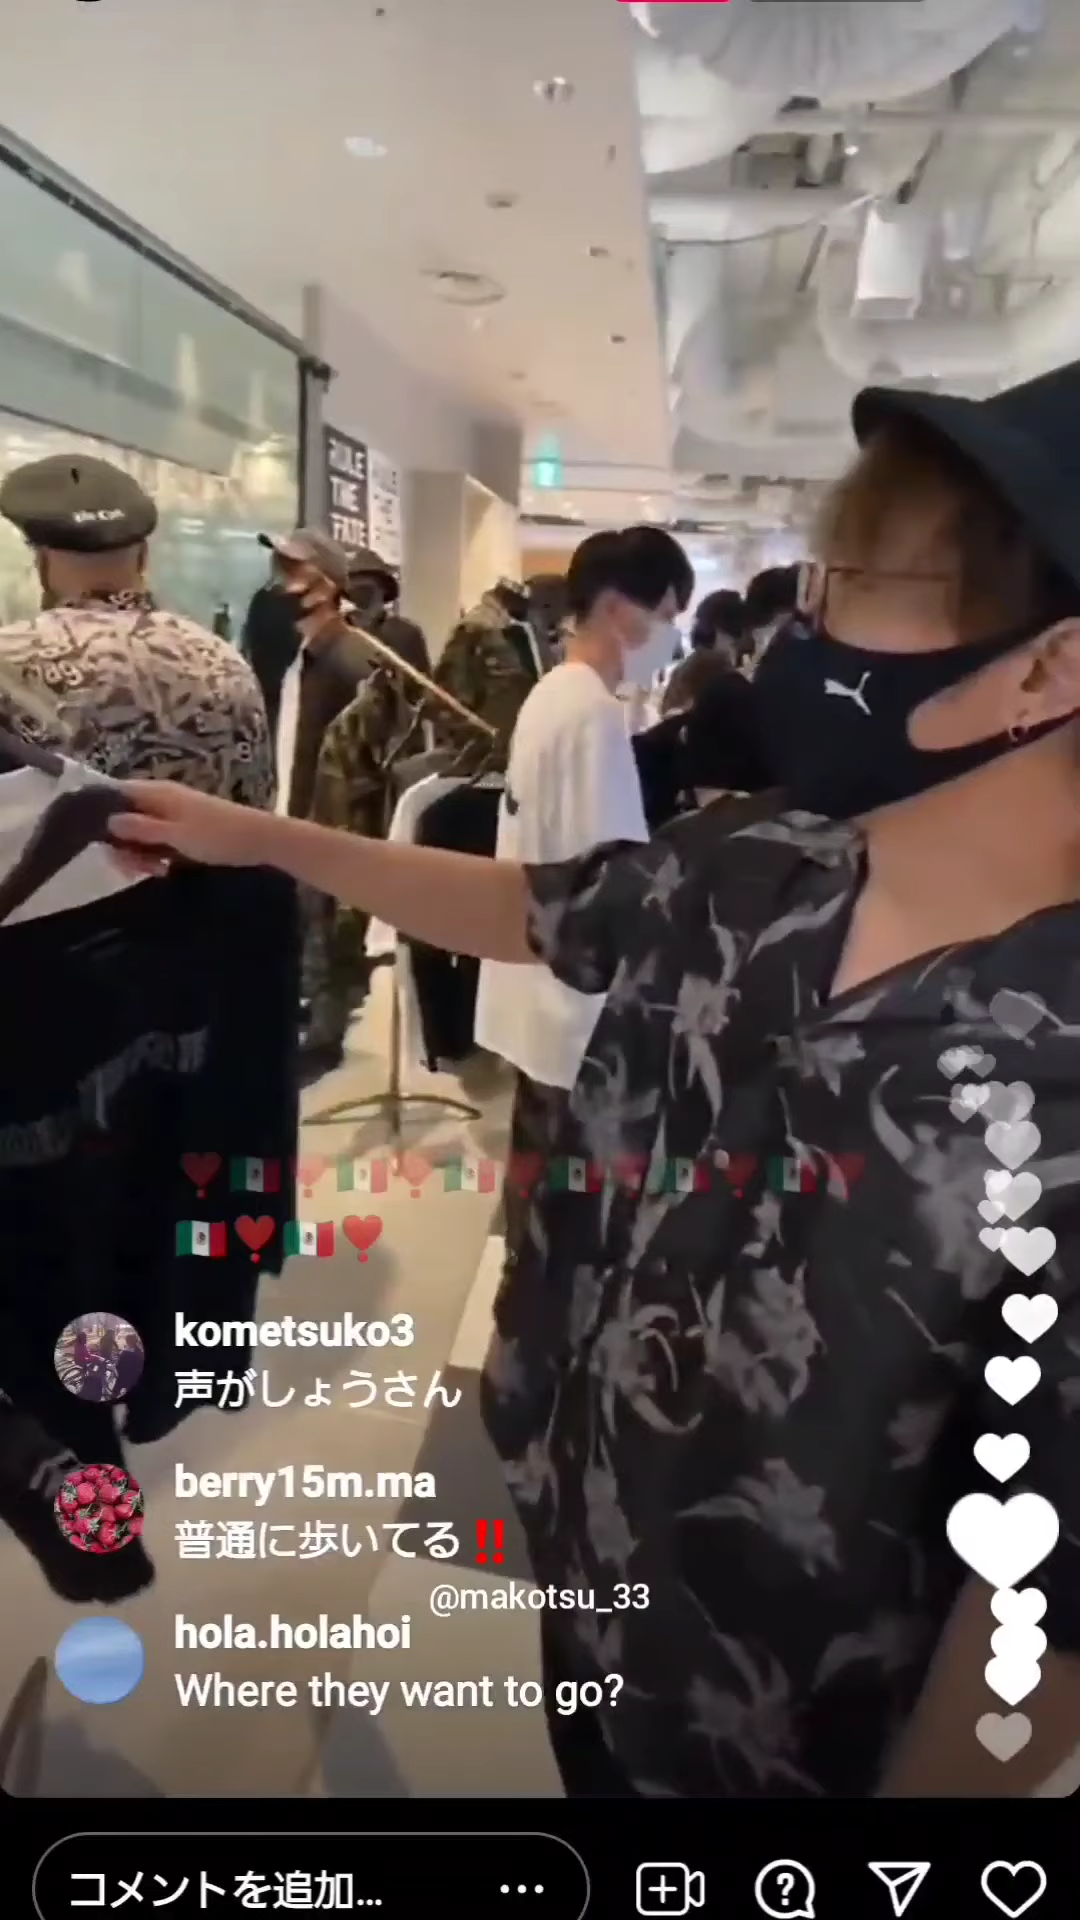 RULE
THE
FATE
❣️🇲🇽❣️🇲🇽❣️🇲🇽❣️🇲🇽❣️🇲🇽❣️🇲🇽❣️
🇲🇽❣️🇲🇽❣️
kometsuko3
声がしょうさん
berry15m.ma
普通に歩いてる‼️
@makotsu_33
hola.holahoi
Where they want to go?
コメントを追加...